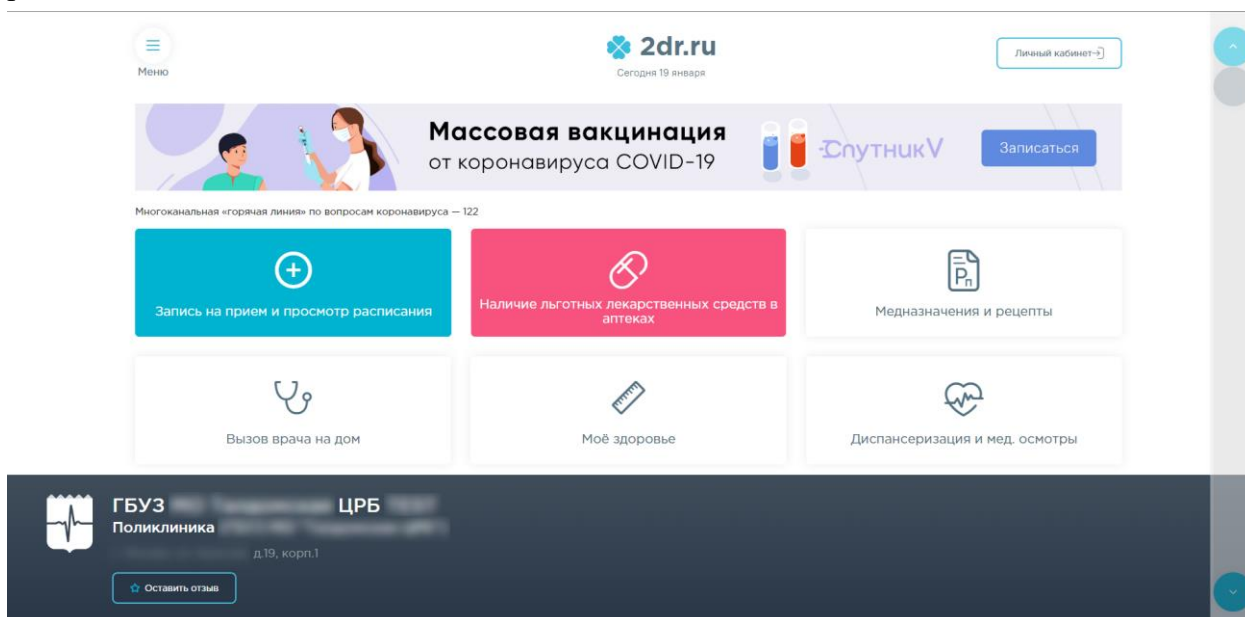 2dr.ru
Меню
Сегодня 19 января
Личный кабинет
Массовая вакцинация
от коронавируса COVID-19
СпутникV
Записаться
Многоканальная «горячая линия» по вопросам коронавируса — 122
Запись на прием и просмотр расписания
Наличие льготных лекарственных средств в
аптеках
Рп
Медназначения и рецепты
Вызов врача на дом
Моё здоровье
Диспансеризация и мед. осмотры
ГБУЗ ЦРБ
Поликлиника
д.19, корп.1
Оставить отзыв